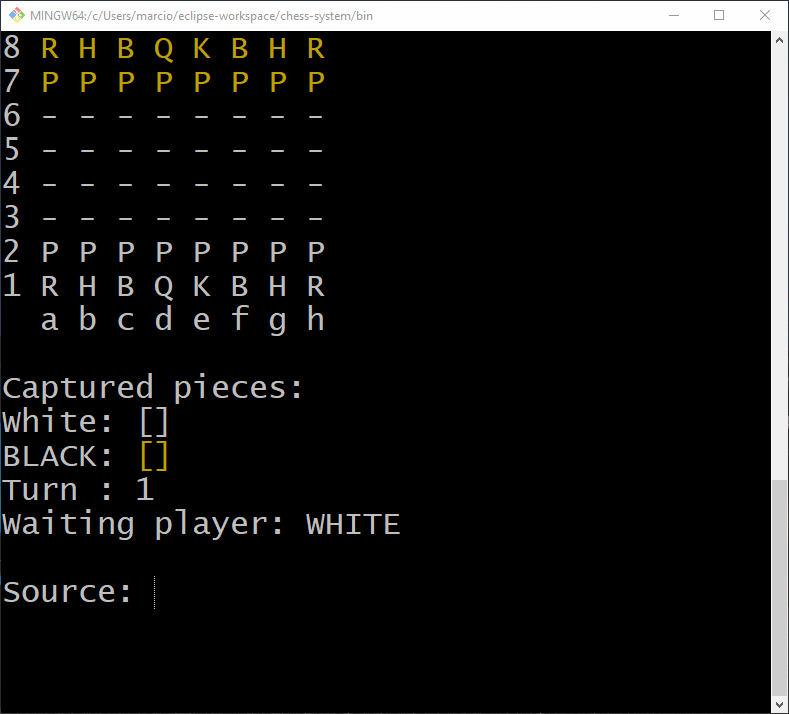 MINGW64:/c/Users/marcio/eclipse-workspace/chess-system/bin
8 R H B Q K B H R
7 P P P P P P P P
6 - - - - - - - -
5 - - - - - - - -
4 - - - - - - - -
3 - - - - - - - -
2 P P P P P P P P
1 R H B Q K B H R
  a b c d e f g h
Captured pieces:
White: []
BLACK: []
Turn : 1
Waiting player: WHITE
Source: